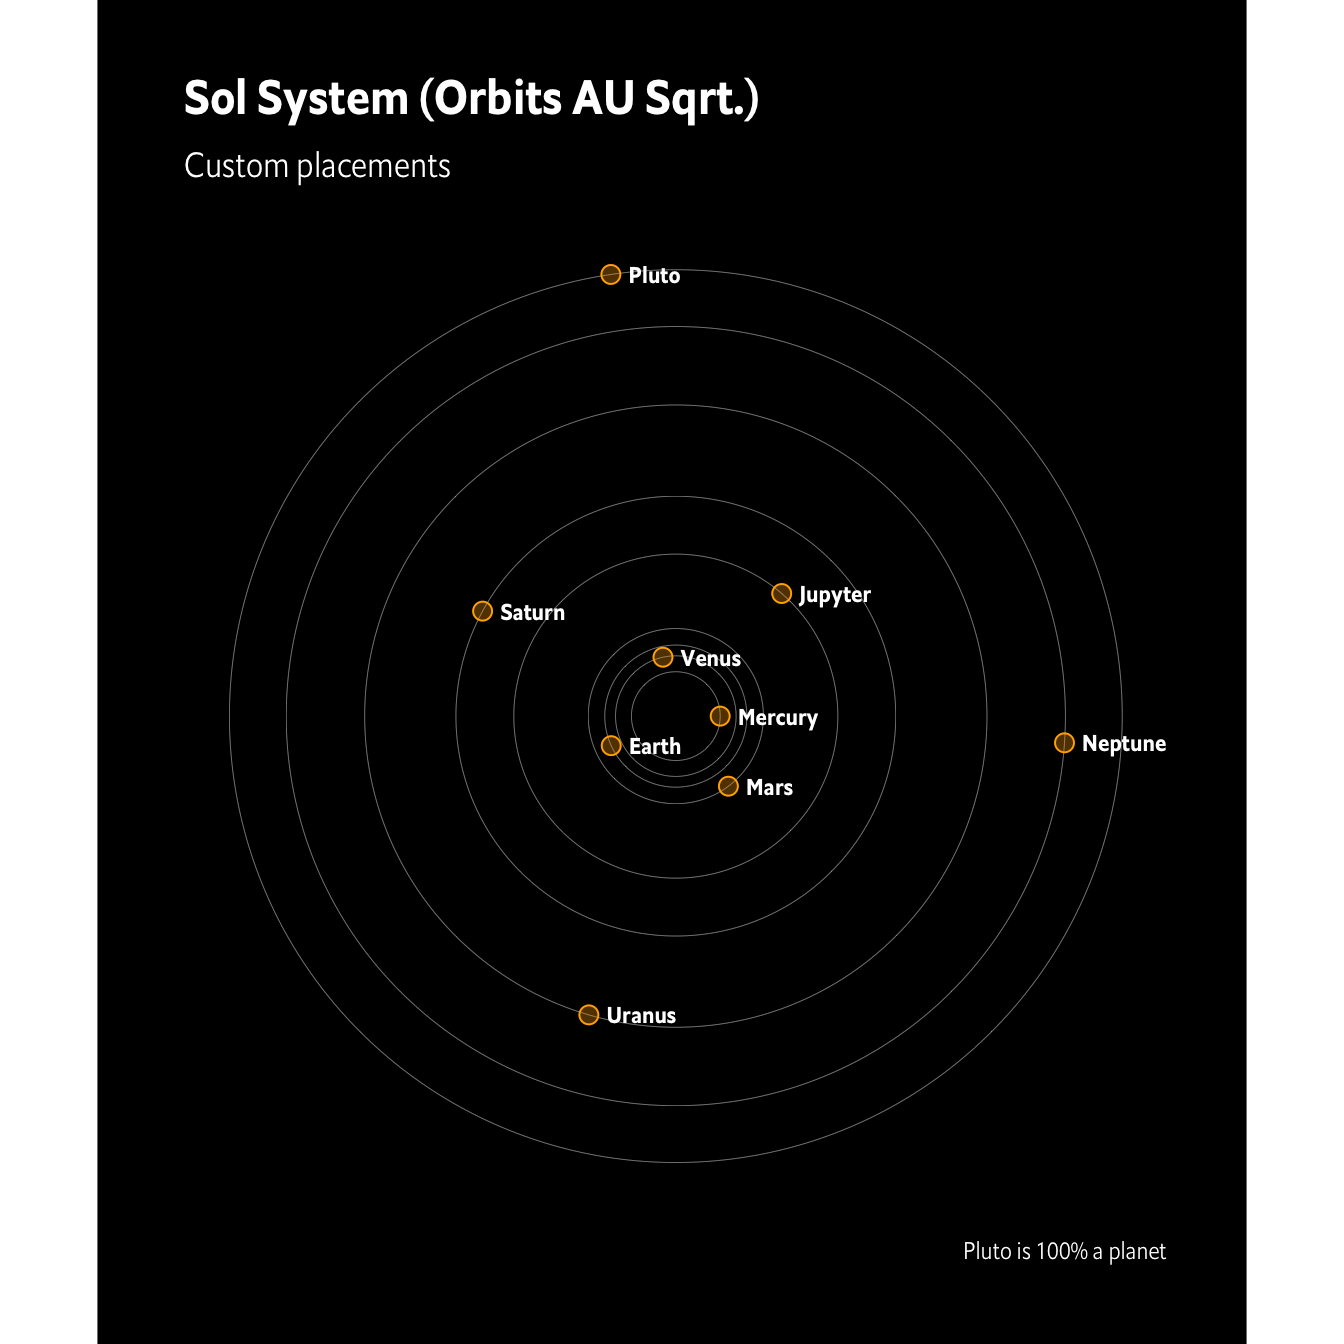 Sol System (Orbits AU Sqrt.)
Custom placements
Pluto
Jupyter
Saturn
Venus
Mercury
Earth
Neptune
Mars
Uranus
Pluto is 100% a planet